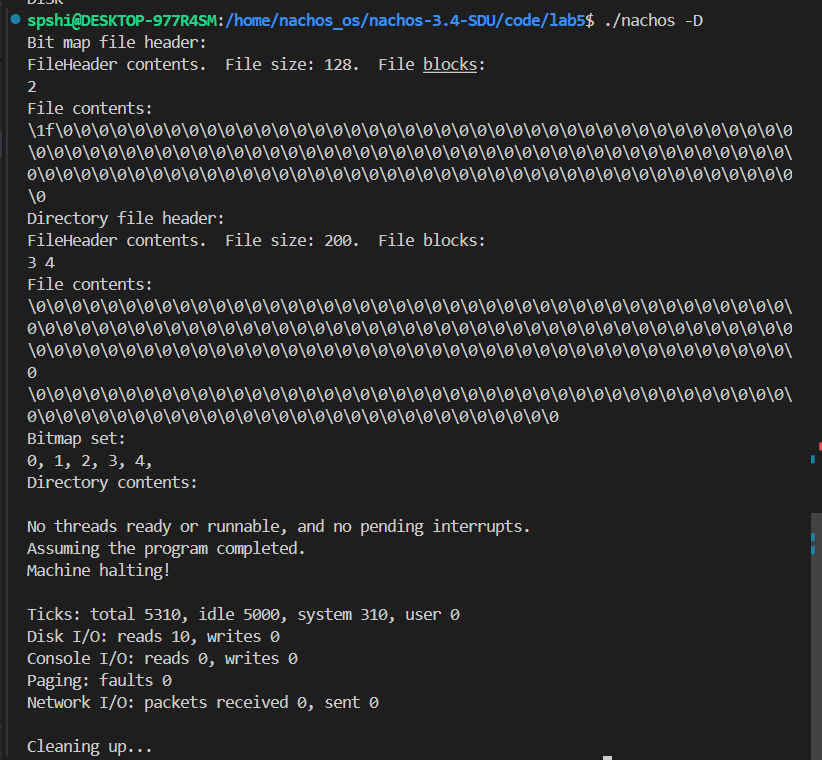 DISK
spshi@DESKTOP-977R4SM:/home/nachos_os/nachos-3.4-SDU/code/lab5$ ./nachos -D
Bit map file header:
FileHeader contents.  File size: 128.  File blocks:
2
File contents:
\1f\0\0\0\0\0\0\0\0\0\0\0\0\0\0\0\0\0\0\0\0\0\0\0\0\0\0\0\0\0\0\0\0\0\0\0\0\0\0\0\0\0
\0\0\0\0\0\0\0\0\0\0\0\0\0\0\0\0\0\0\0\0\0\0\0\0\0\0\0\0\0\0\0\0\0\0\0\0\0\0\0\0\0\0\
0\0\0\0\0\0\0\0\0\0\0\0\0\0\0\0\0\0\0\0\0\0\0\0\0\0\0\0\0\0\0\0\0\0\0\0\0\0\0\0\0\0\0
\0
Directory file header:
FileHeader contents.  File size: 200.  File blocks:
3 4
File contents:
\0\0\0\0\0\0\0\0\0\0\0\0\0\0\0\0\0\0\0\0\0\0\0\0\0\0\0\0\0\0\0\0\0\0\0\0\0\0\0\0\0\0\
0\0\0\0\0\0\0\0\0\0\0\0\0\0\0\0\0\0\0\0\0\0\0\0\0\0\0\0\0\0\0\0\0\0\0\0\0\0\0\0\0\0\0
\0\0\0\0\0\0\0\0\0\0\0\0\0\0\0\0\0\0\0\0\0\0\0\0\0\0\0\0\0\0\0\0\0\0\0\0\0\0\0\0\0\0\
0
\0\0\0\0\0\0\0\0\0\0\0\0\0\0\0\0\0\0\0\0\0\0\0\0\0\0\0\0\0\0\0\0\0\0\0\0\0\0\0\0\0\0\
0\0\0\0\0\0\0\0\0\0\0\0\0\0\0\0\0\0\0\0\0\0\0\0\0\0\0\0\0\0
Bitmap set:
0, 1, 2, 3, 4,
Directory contents:
No threads ready or runnable, and no pending interrupts.
Assuming the program completed.
Machine halting!
Ticks: total 5310, idle 5000, system 310, user 0
Disk I/O: reads 10, writes 0
Console I/O: reads 0, writes 0
Paging: faults 0
Network I/O: packets received 0, sent 0
Cleaning up...